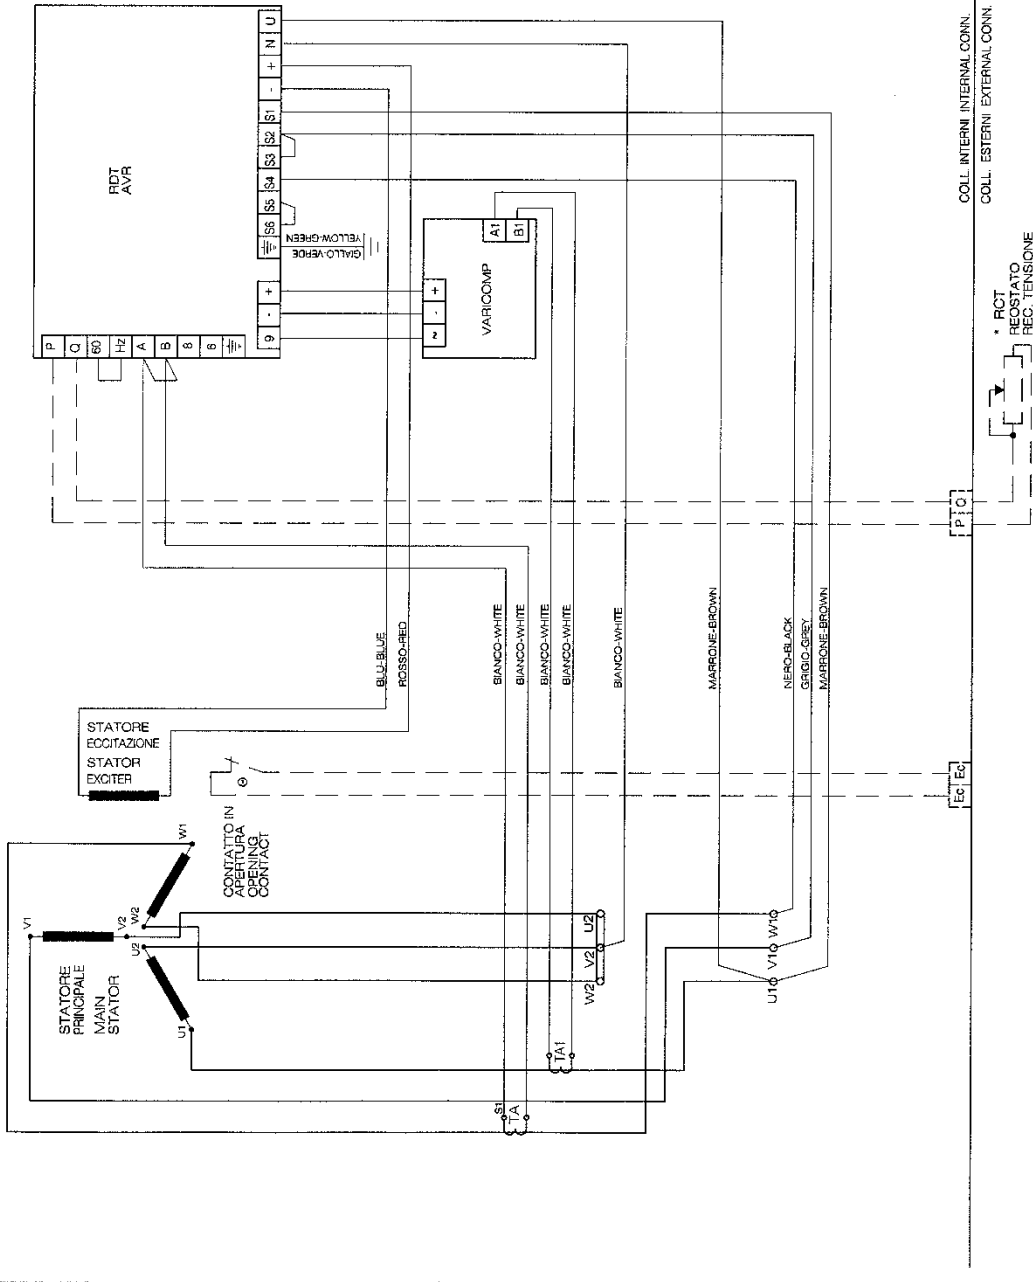 RDT
AVR
U
N
+
-
S1
S2
S3
S4
S5
S6
+
-
9
P
Q
60
Hz
A
B
8
6
GIALLO-VERDE
YELLOW-GREEN
VARICOMP
A1
B1
+
-
2
COLL. INTERNI INTERNAL CONN.
COLL. ESTERNI EXTERNAL CONN.
* RCT
REOSTATO
REC. TENSIONE
P
Q
BLU-BLUE
ROSSO-RED
BIANCO-WHITE
BIANCO-WHITE
BIANCO-WHITE
BIANCO-WHITE
BIANCO-WHITE
MARRONE-BROWN
NERO-BLACK
GRIGIO-GREY
MARRONE-BROWN
STATORE
ECCITAZIONE
STATOR
EXCITER
CONTATTO IN
APERTURA
OPENING
CONTACT
Ec
Ec
STATORE
PRINCIPALE
MAIN
STATOR
V1
V2
W1
W2
U2
U1
U2
V2
W2
W1
V1
U1
TA1
S1
TA